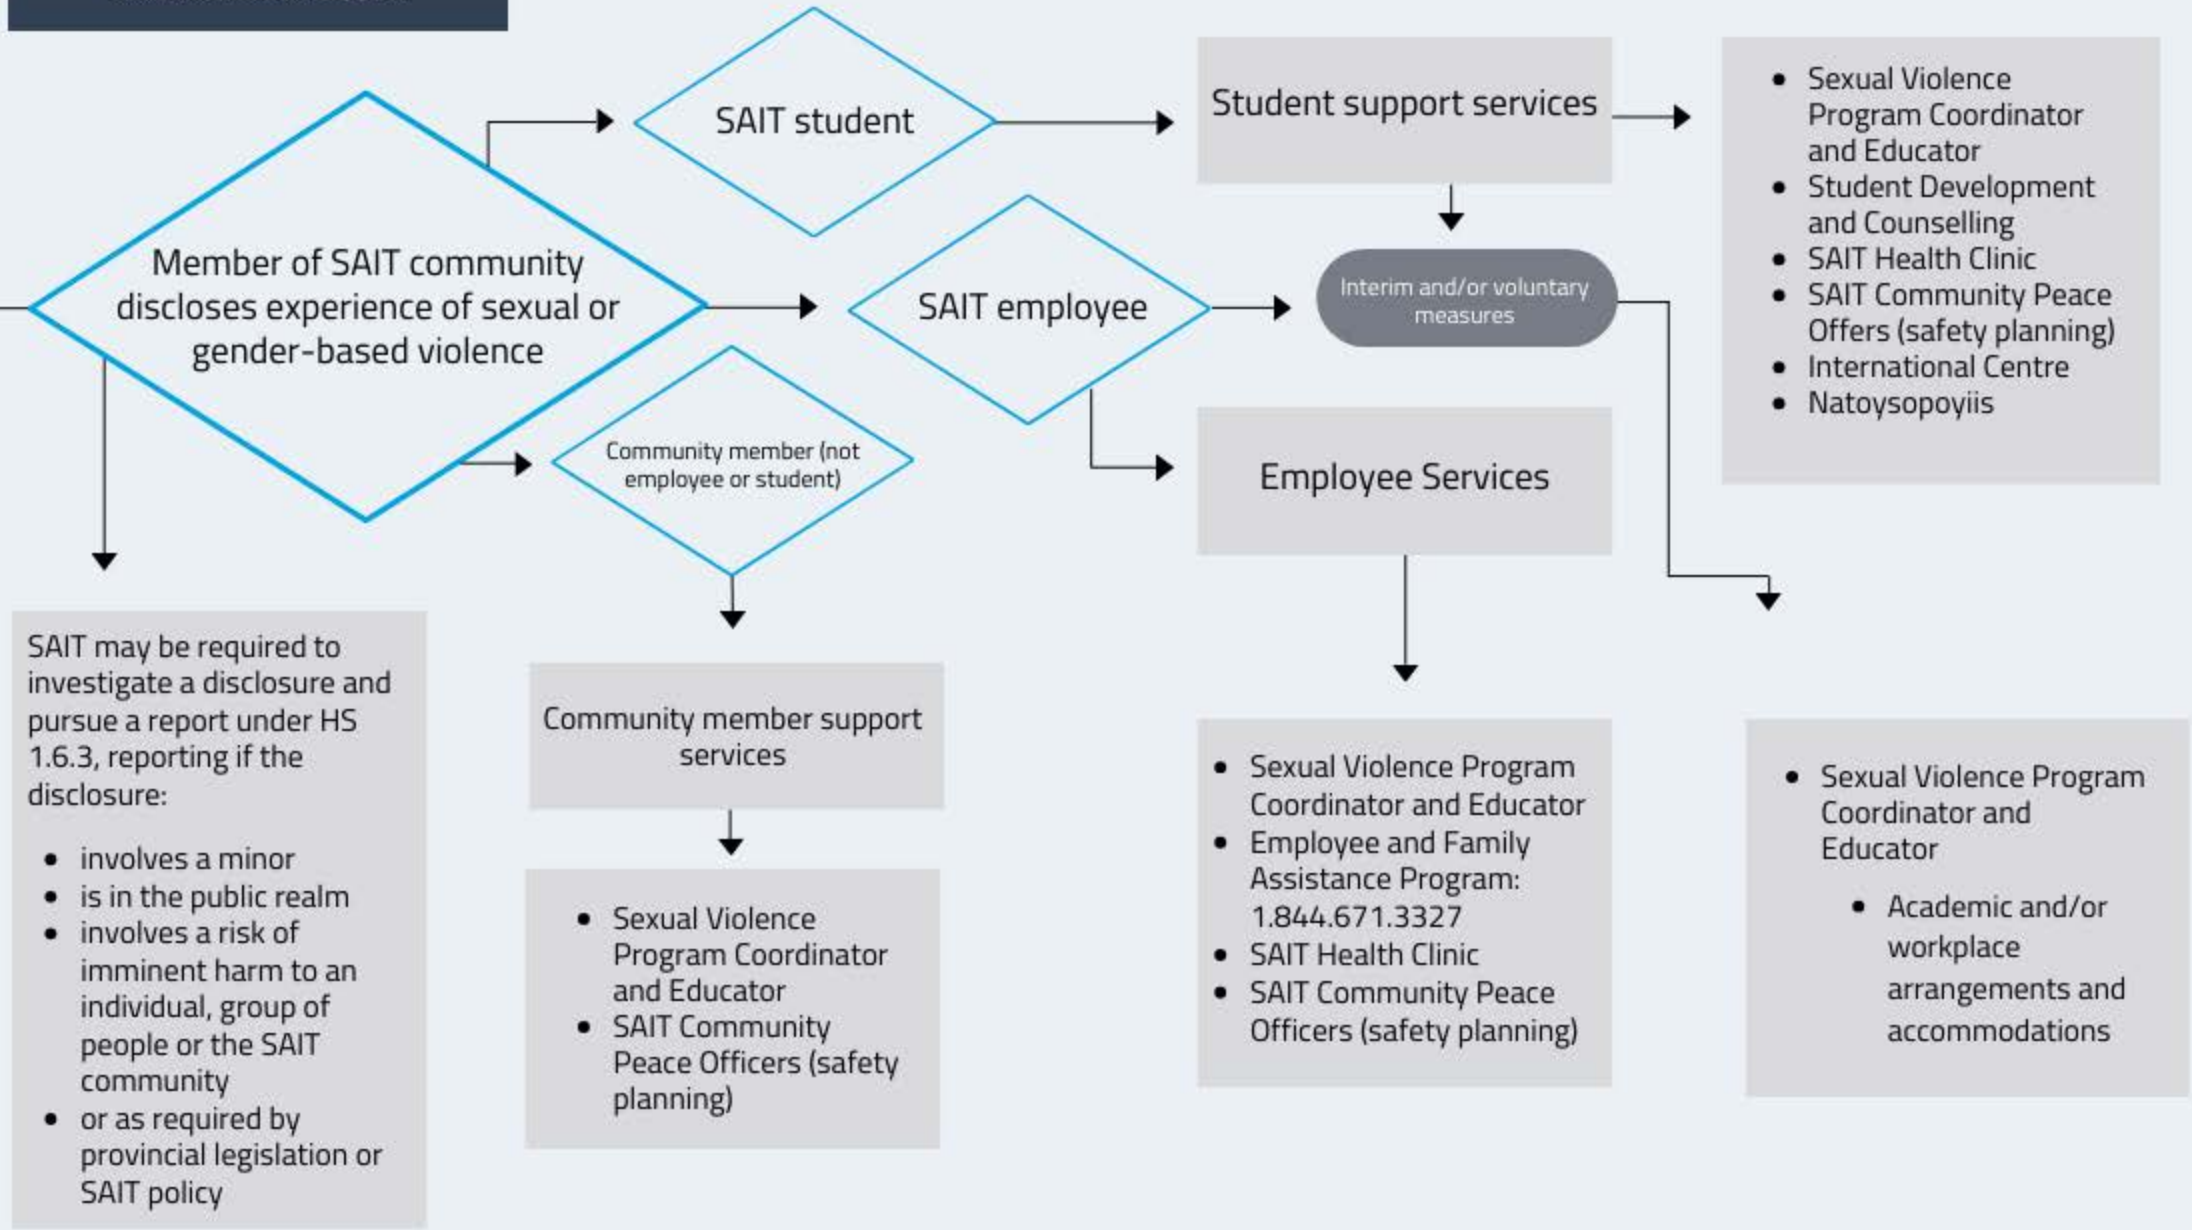 SAIT student
Student support services
• Sexual Violence
Program Coordinator
and Educator
• Student Development
and Counselling
• SAIT Health Clinic
• SAIT Community Peace
Offers (safety planning)
• International Centre
• Natoysopoyiis
Member of SAIT community
discloses experience of sexual or
gender-based violence
SAIT employee
Interim and/or voluntary
measures
Community member (not
employee or student)
Employee Services
SAIT may be required to
investigate a disclosure and
pursue a report under HS
1.6.3, reporting if the
disclosure:
• involves a minor
• is in the public realm
• involves a risk of
imminent harm to an
individual, group of
people or the SAIT
community
• or as required by
provincial legislation or
SAIT policy
Community member support
services
• Sexual Violence
Program Coordinator
and Educator
• SAIT Community
Peace Officers (safety
planning)
• Sexual Violence Program
Coordinator and Educator
• Employee and Family
Assistance Program:
1.844.671.3327
• SAIT Health Clinic
• SAIT Community Peace
Officers (safety planning)
• Sexual Violence Program
Coordinator and
Educator
• Academic and/or
workplace
arrangements and
accommodations